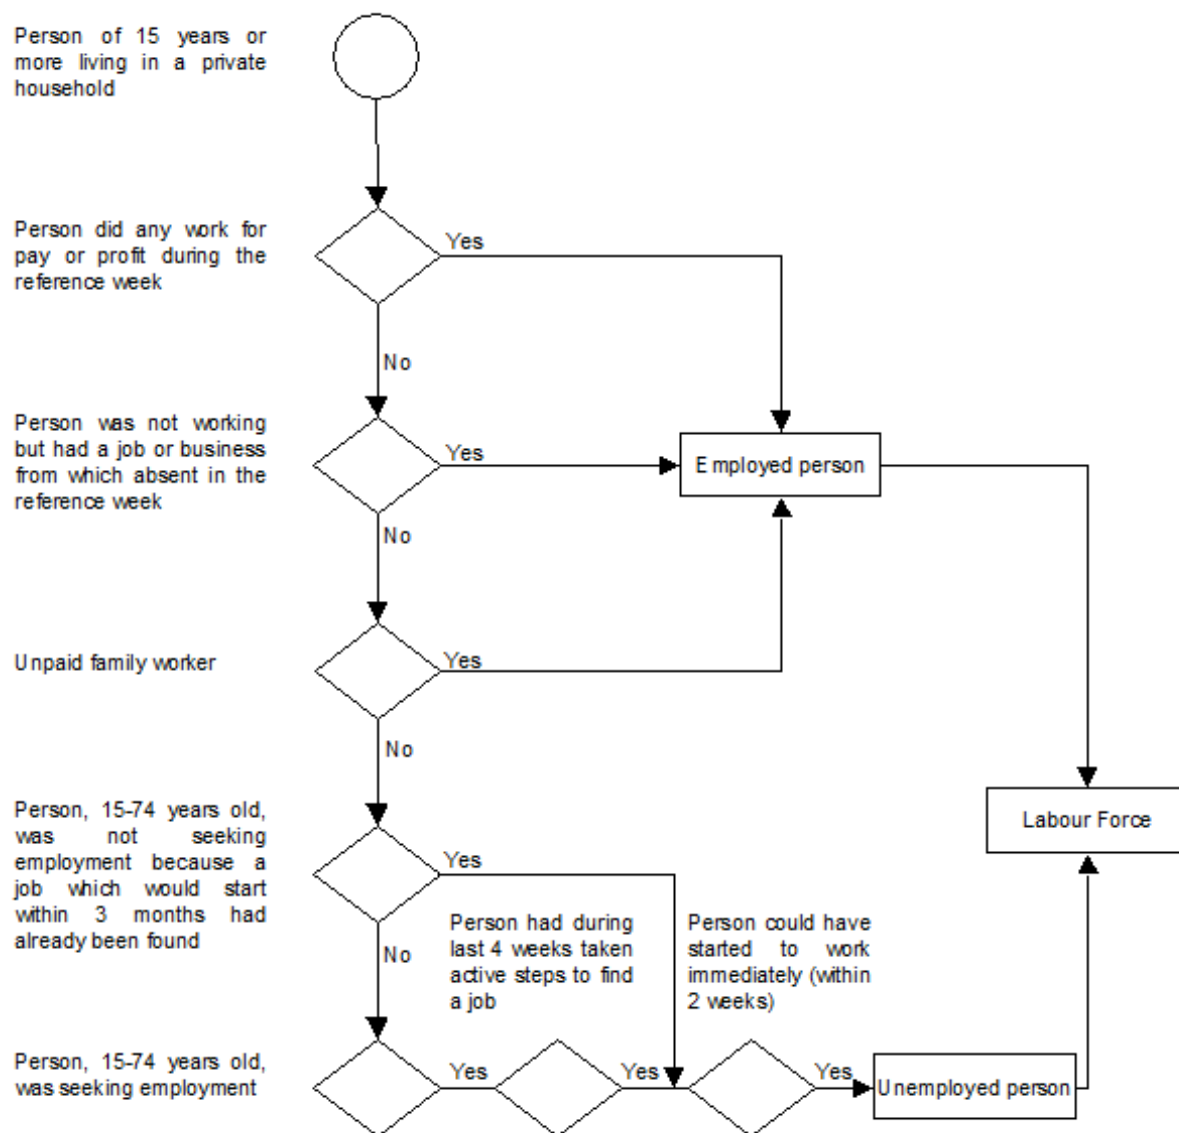 Person of 15 years or
more living in a private
household
Person did any work for
pay or profit during the
reference week
Yes
No
Person was not working
but had a job or business
from which absent in the
reference week
Yes
Employed person
No
Unpaid family worker
Yes
No
Person, 15-74 years old,
was not seeking
employment because a
job which would start
within 3 months had
already been found
Yes
Labour Force
Person had during
last 4 weeks taken
active steps to find
a job
Person could have
started to work
immediately (within
2 weeks)
No
Person, 15-74 years old,
was seeking employment
Yes
Yes
Yes
Unemployed person